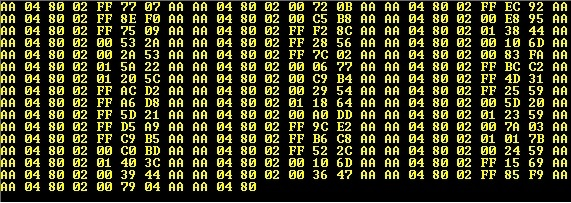 AA 04 80 02 FF 77 07 AA AA 04 80 02 00 72 0B AA AA 04 80 02 FF EC 92 AA
AA 04 80 02 FF 8E F0 AA AA 04 80 02 00 C5 B8 AA AA 04 80 02 00 E8 95 AA
AA 04 80 02 FF 75 09 AA AA 04 80 02 FF F2 8C AA AA 04 80 02 01 38 44 AA
AA 04 80 02 00 53 2A AA AA 04 80 02 FF 28 56 AA AA 04 80 02 00 10 6D AA
AA 04 80 02 00 2A 53 AA AA 04 80 02 FF 7C 02 AA AA 04 80 02 00 83 FA AA
AA 04 80 02 01 5A 22 AA AA 04 80 02 00 06 77 AA AA 04 80 02 FF BC C2 AA
AA 04 80 02 01 20 5C AA AA 04 80 02 00 C9 B4 AA AA 04 80 02 FF 4D 31 AA
AA 04 80 02 FF AC D2 AA AA 04 80 02 00 29 54 AA AA 04 80 02 FF 25 59 AA
AA 04 80 02 FF A6 D8 AA AA 04 80 02 01 18 64 AA AA 04 80 02 00 5D 20 AA
AA 04 80 02 FF 5D 21 AA AA 04 80 02 00 A0 DD AA AA 04 80 02 01 23 59 AA
AA 04 80 02 FF D5 A9 AA AA 04 80 02 FF 9C E2 AA AA 04 80 02 00 7A 03 AA
AA 04 80 02 FF C9 B5 AA AA 04 80 02 FF B6 C8 AA AA 04 80 02 01 01 7B AA
AA 04 80 02 00 C0 BD AA AA 04 80 02 FF 52 2C AA AA 04 80 02 00 24 59 AA
AA 04 80 02 01 40 3C AA AA 04 80 02 00 10 6D AA AA 04 80 02 FF 15 69 AA
AA 04 80 02 00 39 44 AA AA 04 80 02 00 36 47 AA AA 04 80 02 FF 85 F9 AA
AA 04 80 02 00 79 04 AA AA 04 80